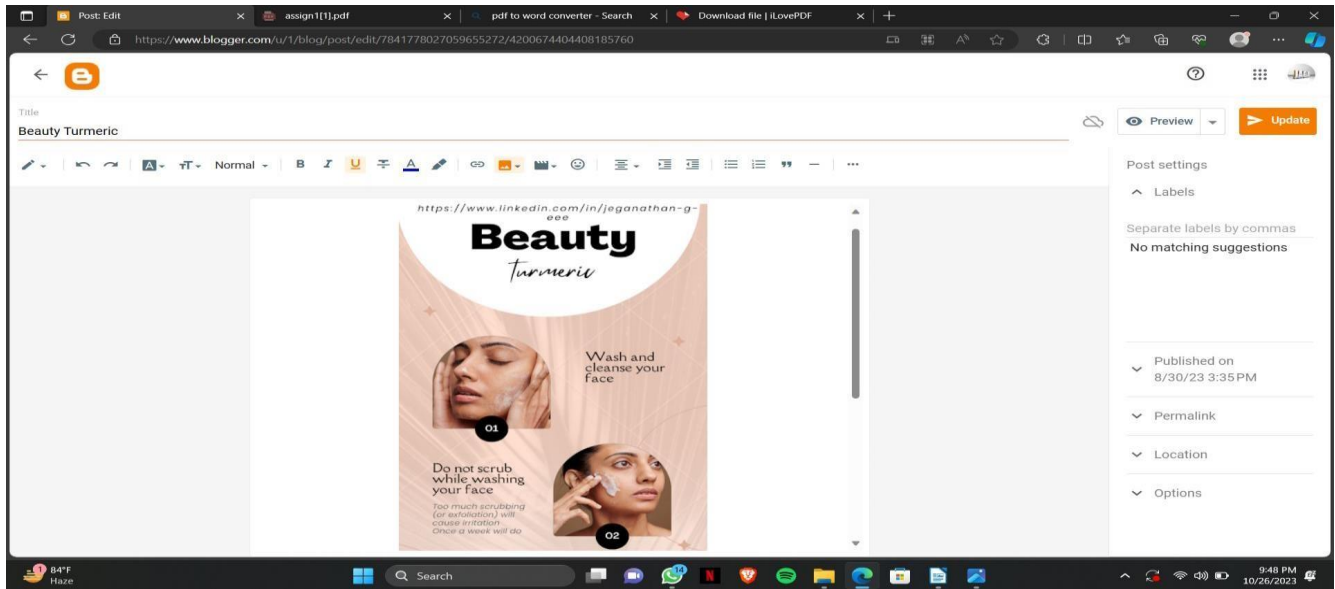 Post: Edit
assign1[1].pdf
pdf to word converter - Search
Download file | iLovePDF
https://www.blogger.com/u/1/blog/post/edit/7841778027059655272/4200674404408185760
Title
Beauty Turmeric
Preview
Update
Normal
B I U
Post settings
Labels
Separate labels by commas
No matching suggestions
Published on
8/30/23 3:35 PM
Permalink
Location
Options
https://www.linkedin.com/in/jeganathan-g-
eee
Beauty
Turmeric
Wash and
cleanse your
face
01
Do not scrub
while washing
your face
Too much scrubbing
(or exfoliation) will
cause irritation
Once a week will do
02
1
84°F
Haze
Search
14
9:48 PM
10/26/2023